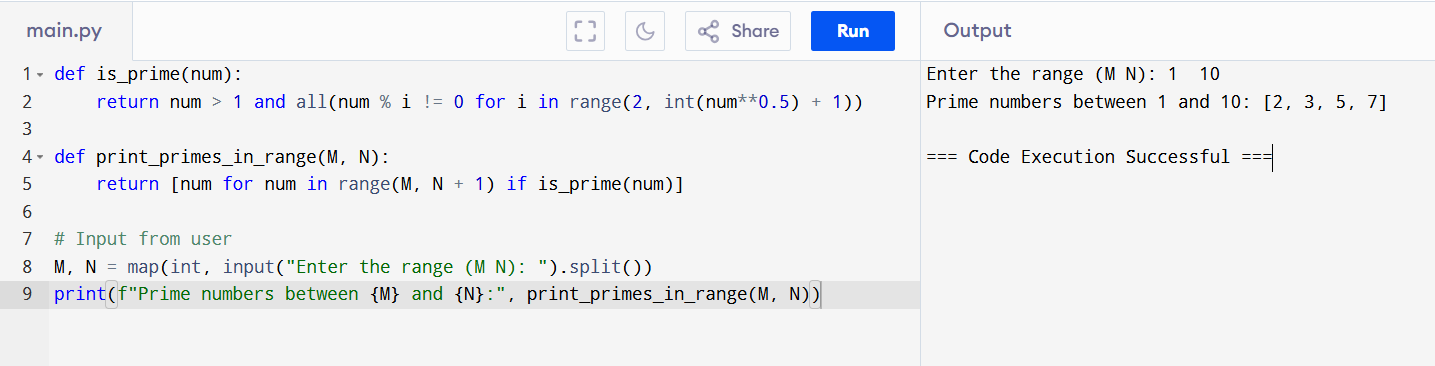 main.py
Share
Run
Output
1 def is_prime(num):
2     return num > 1 and all(num % i != 0 for i in range(2, int(num**0.5) + 1))
3
4 def print_primes_in_range(M, N):
5     return [num for num in range(M, N + 1) if is_prime(num)]
6
7 # Input from user
8 M, N = map(int, input("Enter the range (M N): ").split())
9 print(f"Prime numbers between {M} and {N}:", print_primes_in_range(M, N))
Enter the range (M N): 1  10
Prime numbers between 1 and 10: [2, 3, 5, 7]
=== Code Execution Successful ===